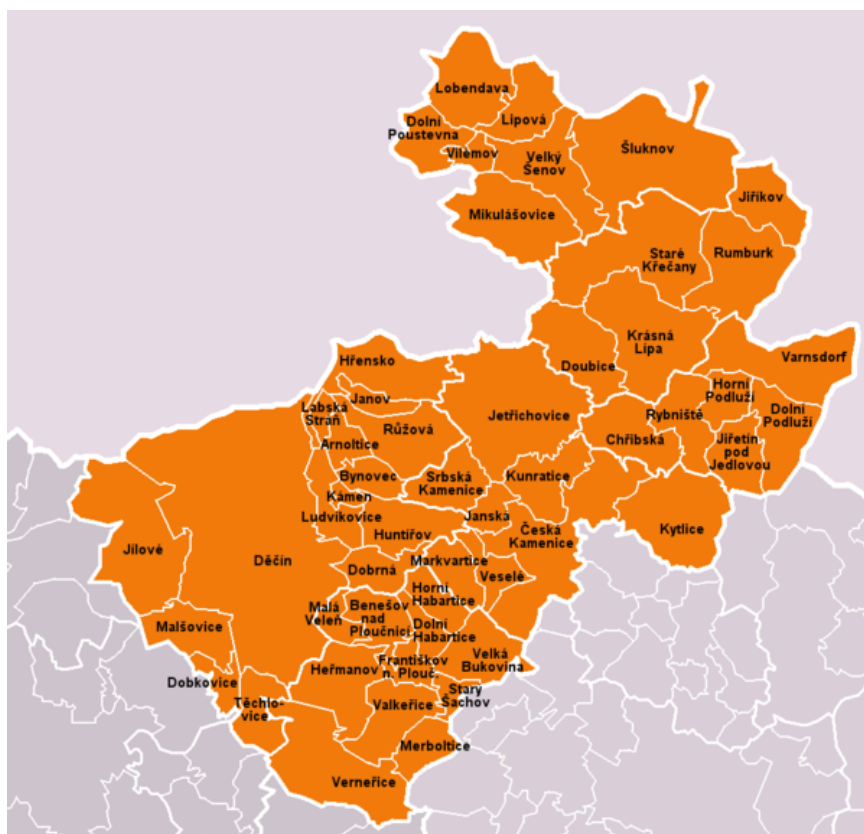 Lobendava
Lipová
Dolní
Poustevna
Vilémov
Velký
Šenov
Šluknov
Jiříkov
Mikulášovice
Staré
Křečany
Rumburk
Krásná
Lípa
Doubice
Varnsdorf
Hřensko
Janov
Labská
Stráň
Růžová
Arnoltice
Jetřichovice
Horní
Podluží
Rybniště
Dolní
Podluží
Chřibská
Jiřetín
pod
Jedlovou
Bynovec
Srbská
Kamenice
Kunratice
Kámen
Ludvíkovice
Janská
Huntířov
Česká
Kamenice
Kytlice
Jílové
Děčín
Dobrná
Markvartice
Veselé
Horní
Habartice
Malá
Veleň
Benešov
nad
Ploučnicí
Dolní
Habartice
Malšovice
Heřmanov
Františkov
n. Plouč.
Velká
Bukovina
Dobkovice
Těchlo-
vice
Valkeřice
Starý
Šachov
Merboltice
Verneřice